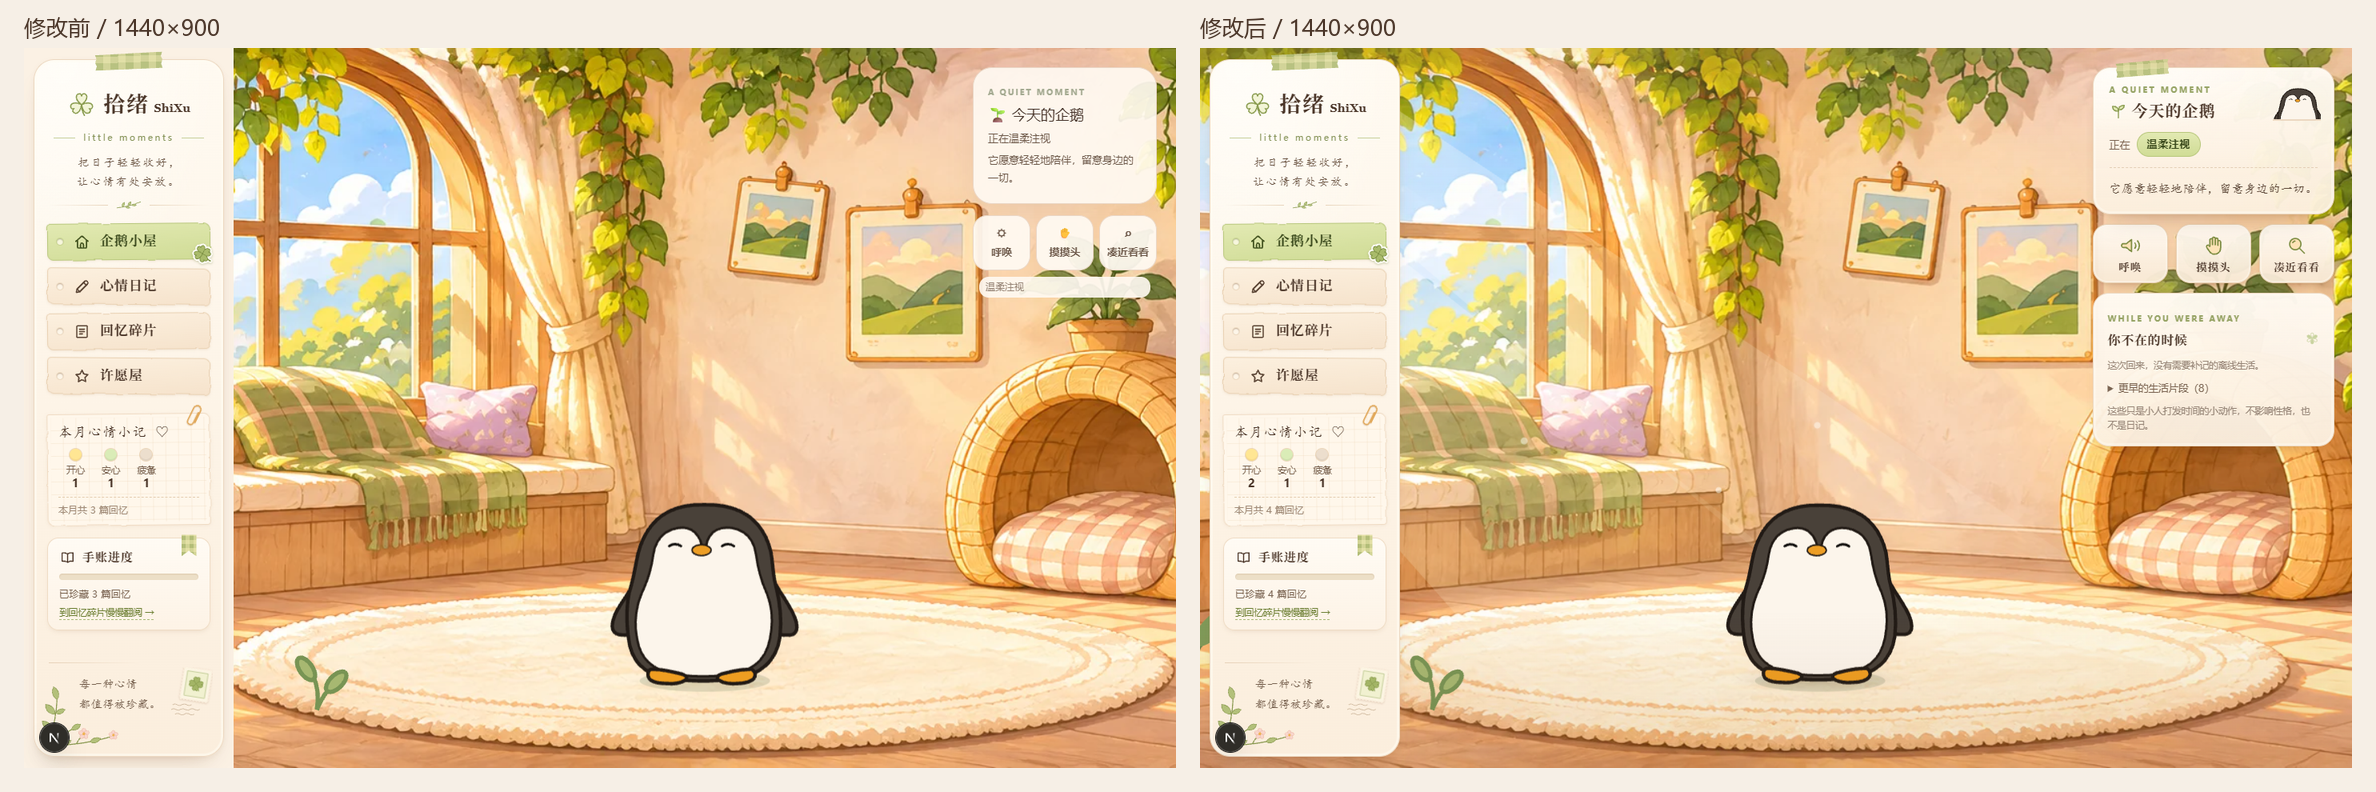 修改前 / 1440×900
拾绪 ShiXu
little moments
把日子轻轻收好，
让心情有处安放。
企鹅小屋
心情日记
回忆碎片
许愿屋
本月心情小记 ♡
开心 安心 疲惫
1 1 1
本月共 3 篇回忆
手账进度
已珍藏 3 篇回忆
到回忆碎片慢慢翻阅 →
每一种心情
都值得被珍藏。
N
A QUIET MOMENT
今天的企鹅
正在温柔注视
它愿意轻轻地陪伴，留意身边的
一切。
呼唤 摸摸头 凑近看看
温柔注视
修改后 / 1440×900
拾绪 ShiXu
little moments
把日子轻轻收好，
让心情有处安放。
企鹅小屋
心情日记
回忆碎片
许愿屋
本月心情小记 ♡
开心 安心 疲惫
2 1 1
本月共 4 篇回忆
手账进度
已珍藏 4 篇回忆
到回忆碎片慢慢翻阅 →
每一种心情
都值得被珍藏。
N
A QUIET MOMENT
今天的企鹅
正在 温柔注视
它愿意轻轻地陪伴，留意身边的一切。
呼唤 摸摸头 凑近看看
WHILE YOU WERE AWAY
你不在的时候
这次回来，没有需要补记的离线生活。
▶ 更早的生活片段（8）
这些只是小人打发时间的小动作，不影响性格，也
不是日记。